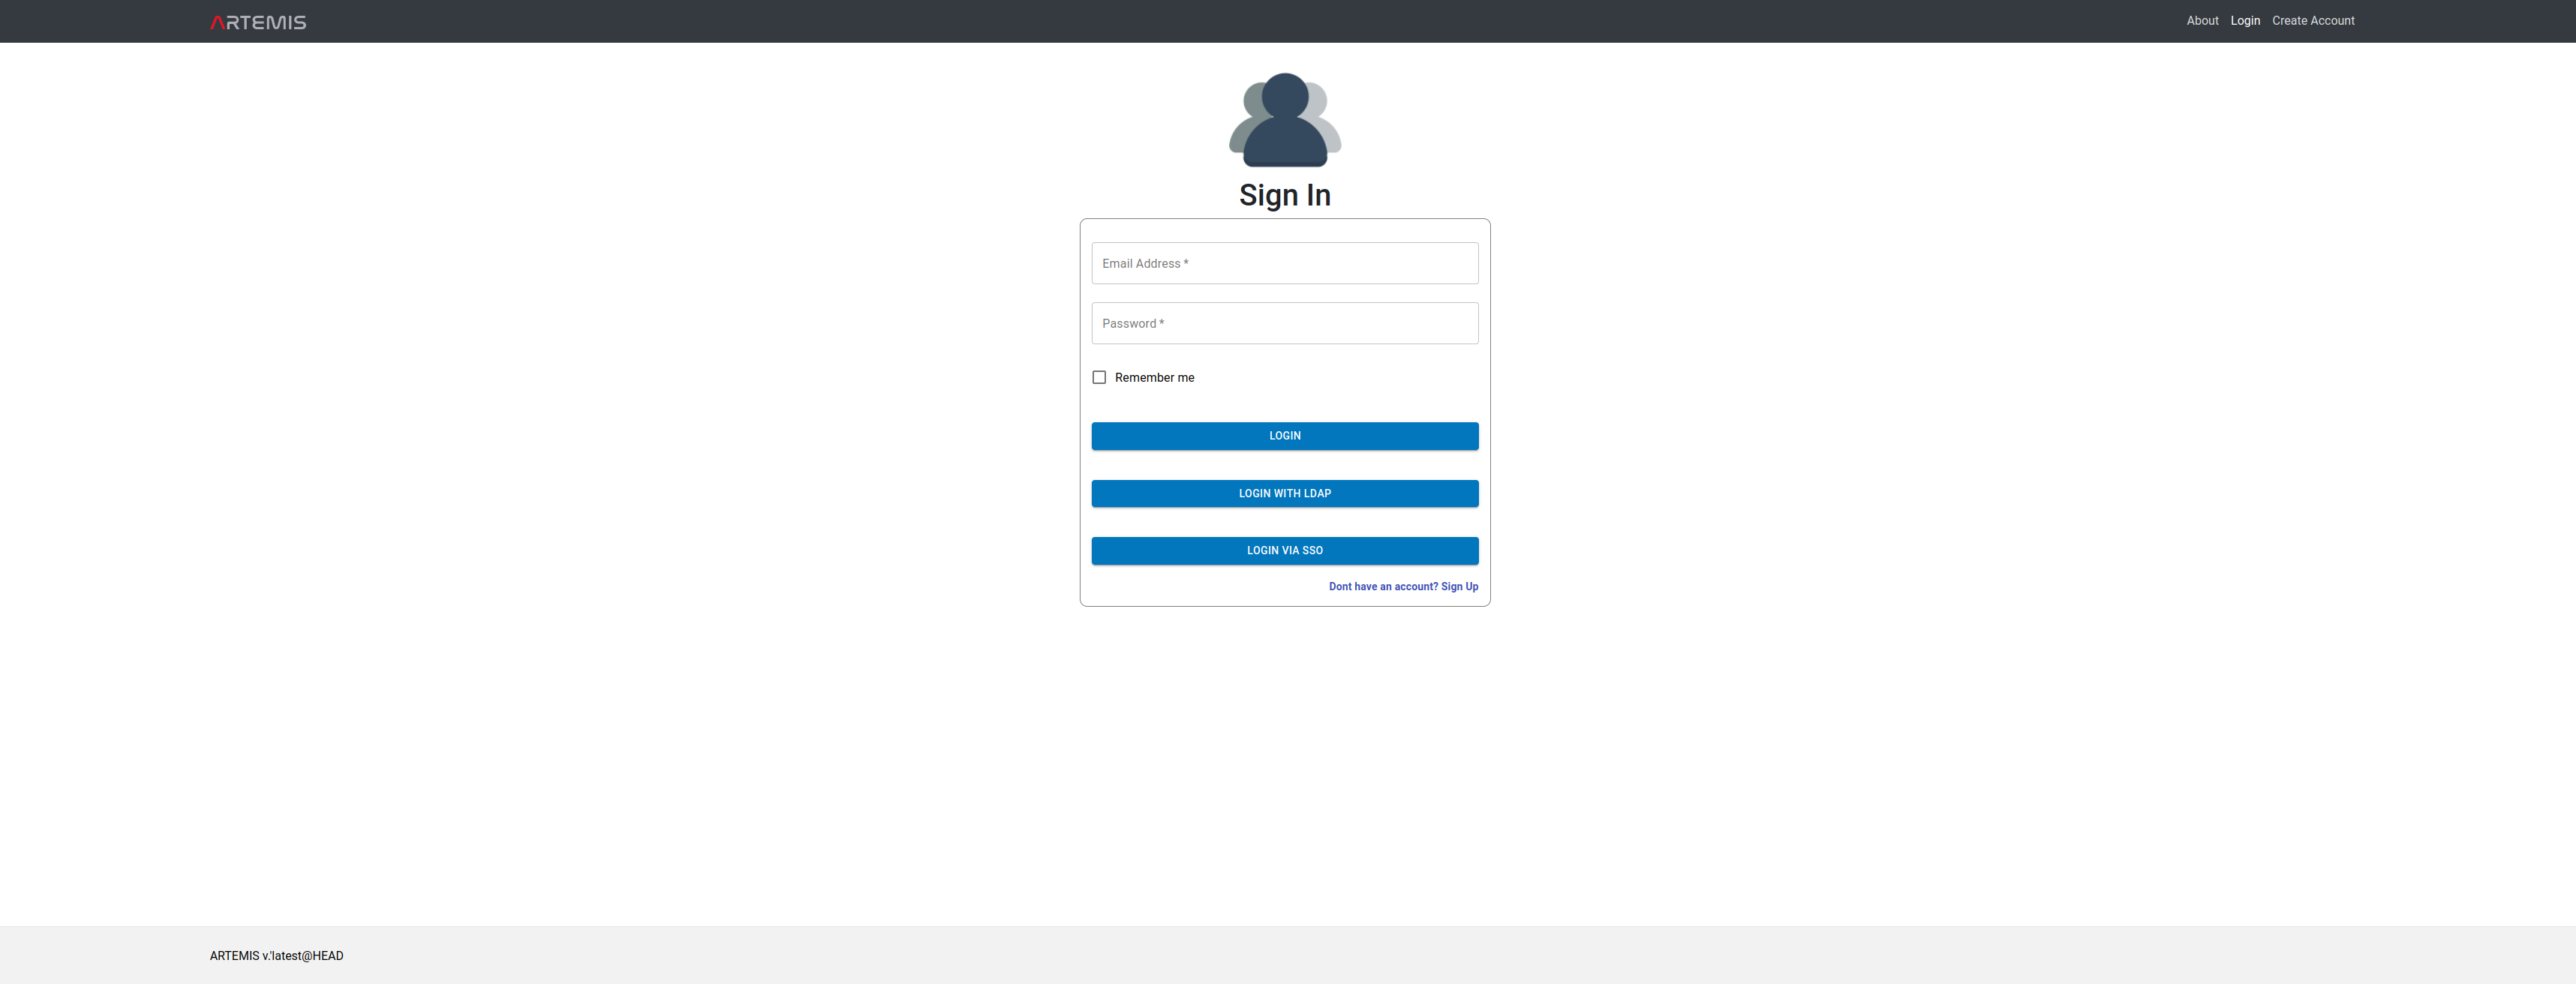 ARTEMIS
About Login Create Account
Sign In
Email Address *
Password *
Remember me
LOGIN
LOGIN WITH LDAP
LOGIN VIA SSO
Dont have an account? Sign Up
ARTEMIS v.'latest@HEAD